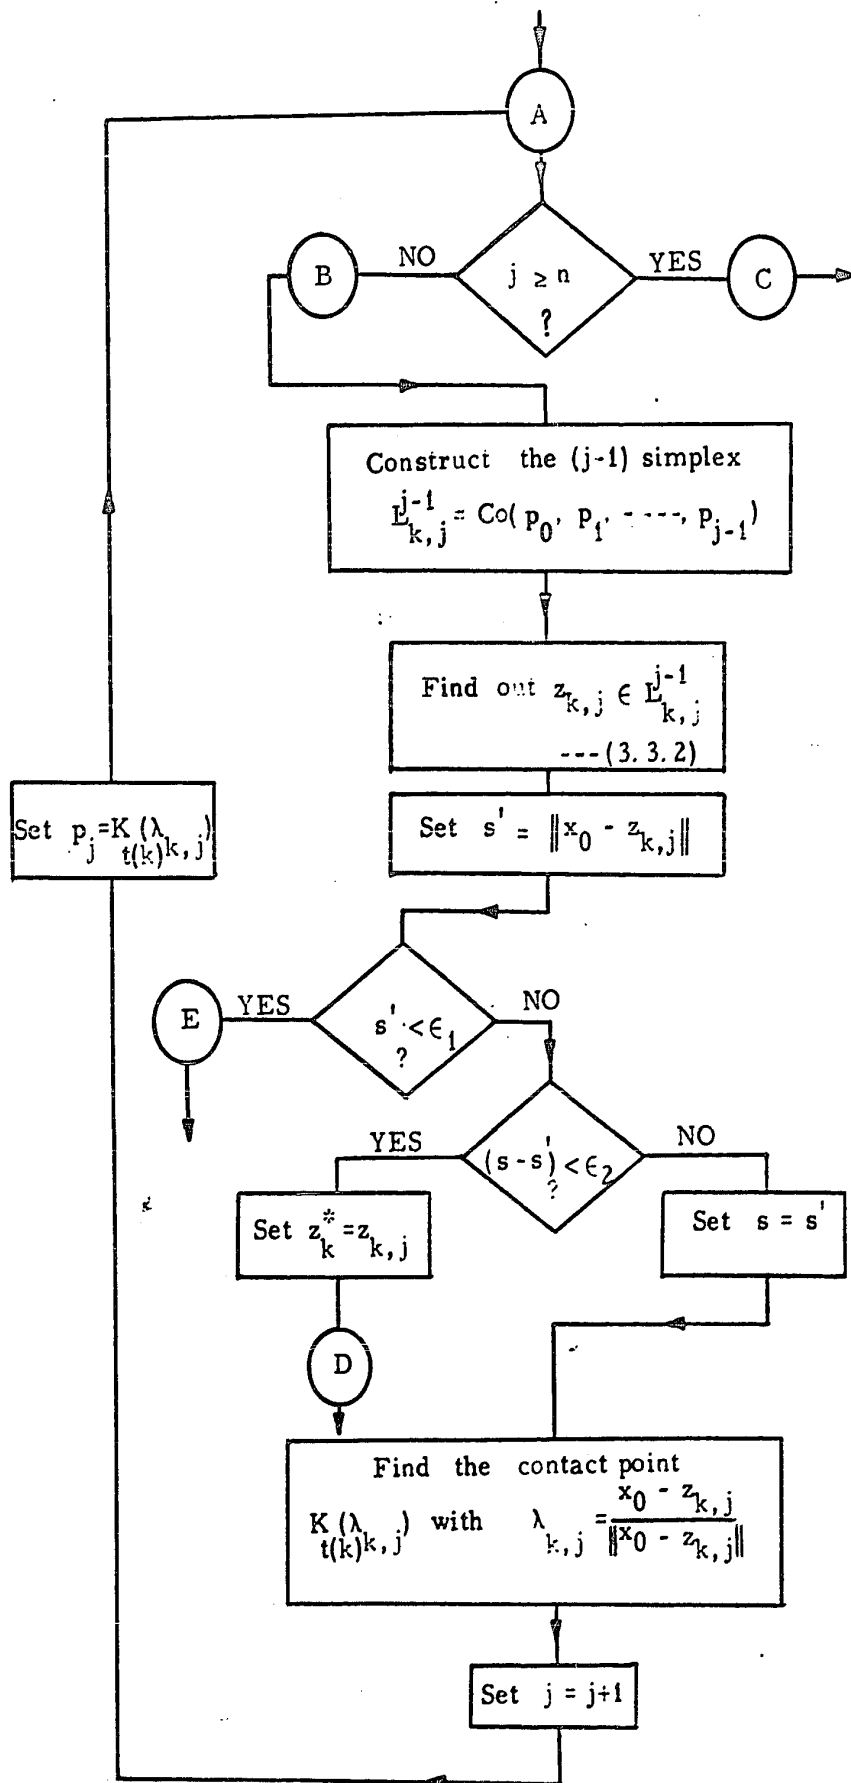 A
B
NO
j ≥ n
?
YES
C
Construct the (j-1) simplex
L^{j-1}_{k,j} = Co(p_0, p_1, ----, p_{j-1})
Find out z_{k,j} ∈ L^{j-1}_{k,j}
---(3.3.2)
Set s' = ‖x_0 - z_{k,j}‖
Set p_j = K_{t(k)}(λ_{k,j})
E
YES
s' < ϵ_1
?
NO
YES
(s - s') < ϵ_2
?
NO
Set z^*_k = z_{k,j}
Set s = s'
D
Find the contact point
K_{t(k)}(λ_{k,j}) with λ_{k,j} = \frac{x_0 - z_{k,j}}{‖x_0 - z_{k,j}‖}
Set j = j+1